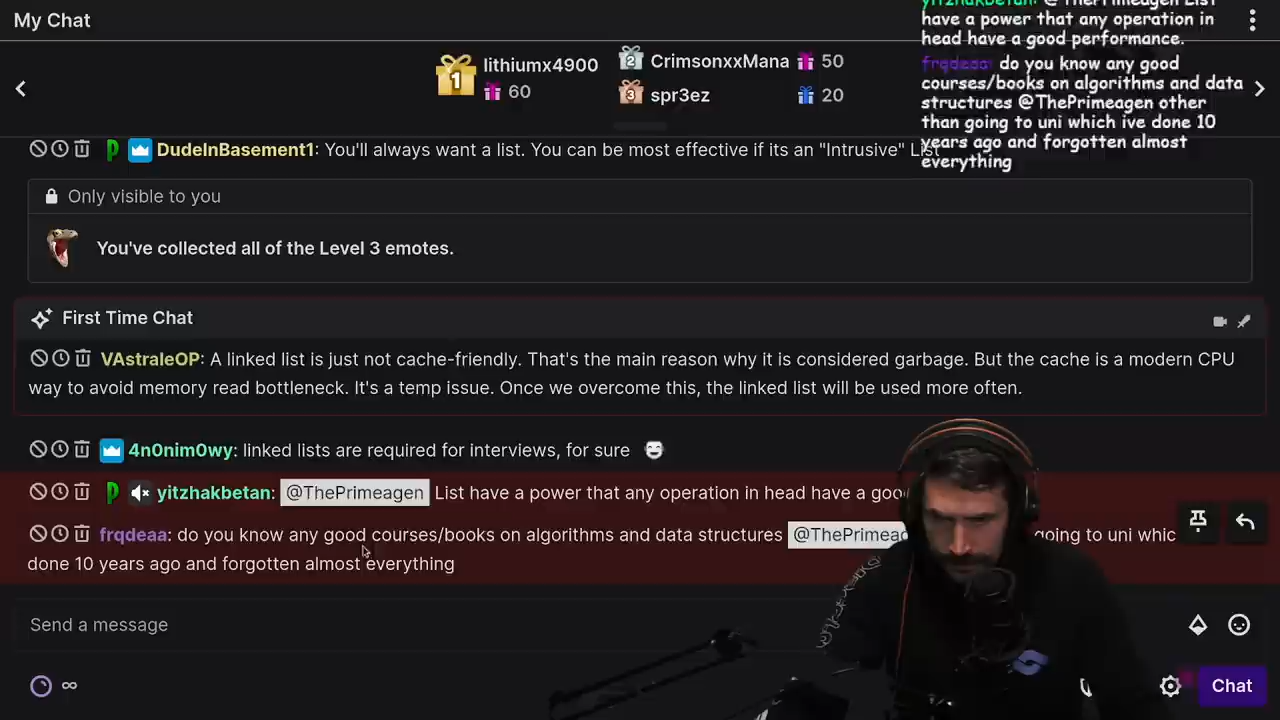 My Chat
lithiumx4900
60
CrimsonxxMana 50
spr3ez 20
yitzhakbetan: @ThePrimeagen List
have a power that any operation in
head have a good performance.
frqdeaa: do you know any good
courses/books on algorithms and data
structures @ThePrimeagen other
than going to uni which ive done 10
years ago and forgotten almost
everything
DudeInBasement1: You'll always want a list. You can be most effective if its an "Intrusive" List
Only visible to you
You've collected all of the Level 3 emotes.
First Time Chat
VAstraleOP: A linked list is just not cache-friendly. That's the main reason why it is considered garbage. But the cache is a modern CPU
way to avoid memory read bottleneck. It's a temp issue. Once we overcome this, the linked list will be used more often.
4n0nim0wy: linked lists are required for interviews, for sure
yitzhakbetan: @ThePrimeagen List have a power that any operation in head have a
frqdeaa: do you know any good courses/books on algorithms and data structures going to uni
done 10 years ago and forgotten almost everything
Send a message
Chat